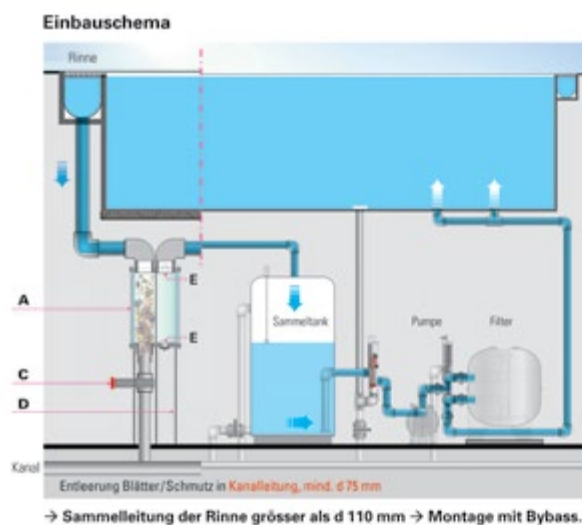 Einbauschema
Rinne
A
E
E
Sammeltank
Pumpe
Filter
C
D
Kanal
Entleerung Blätter/Schmutz in Kanalleitung, mind. d 75 mm
→ Sammelleitung der Rinne grösser als d 110 mm → Montage mit Bybass